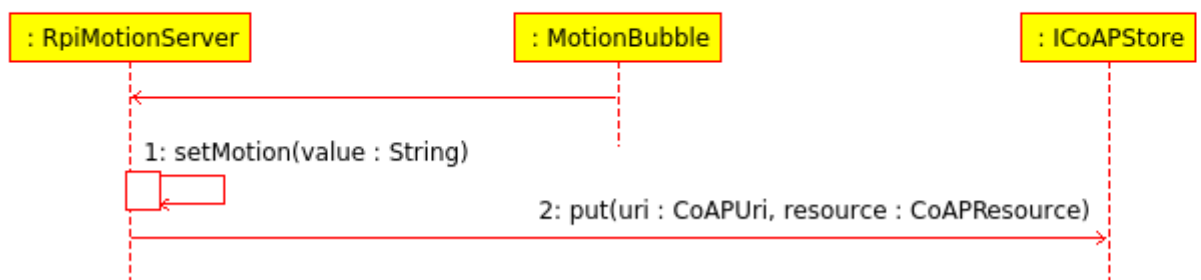 : RpiMotionServer
: MotionBubble
: ICoAPStore
1: setMotion(value : String)
2: put(uri : CoAPUri, resource : CoAPResource)